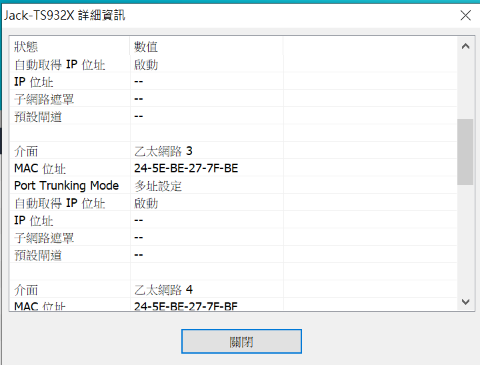 Jack-TS932X 詳細資訊
狀態 數值
自動取得 IP 位址 啟動
IP 位址 --
子網路遮罩 --
預設閘道 --
介面 乙太網路 3
MAC 位址 24-5E-BE-27-7F-BE
Port Trunking Mode 多址設定
自動取得 IP 位址 啟動
IP 位址 --
子網路遮罩 --
預設閘道 --
介面 乙太網路 4
MAC 位址 24-5E-BE-27-7F-BF
關閉